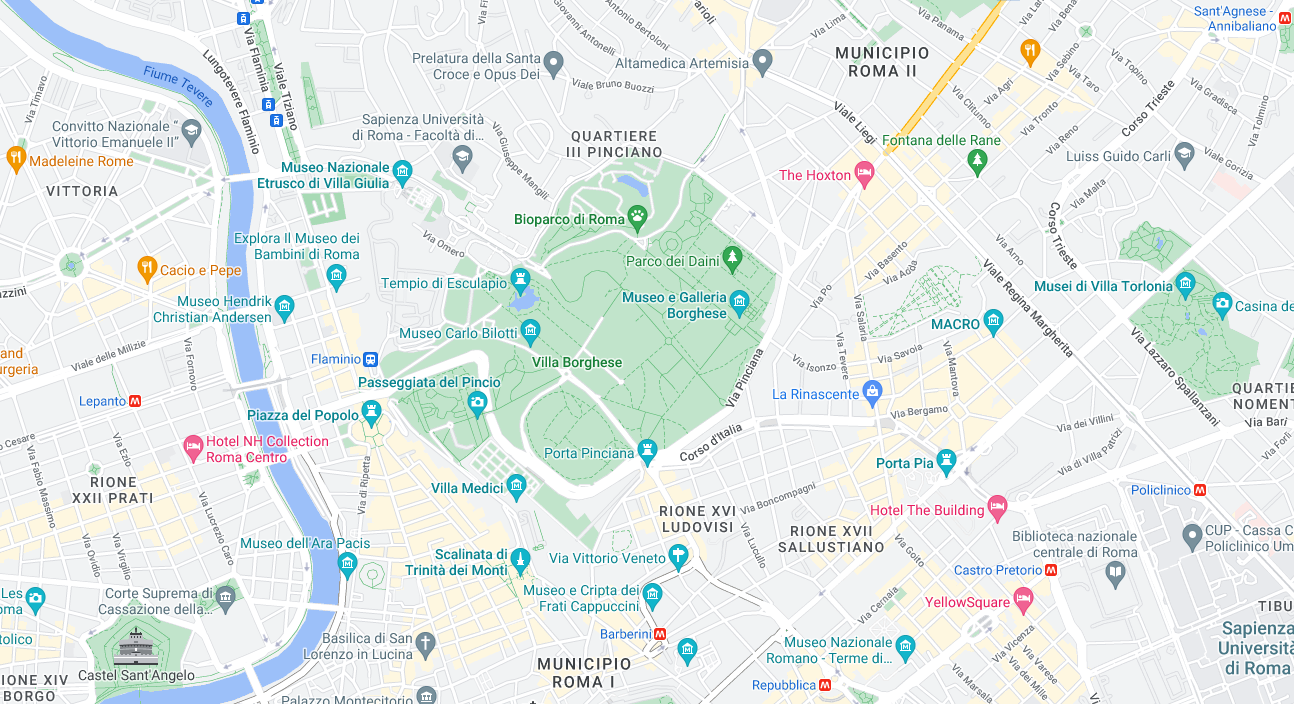 Sant'Agnese -
Annibaliano
Via Panama
Via Lima
Giovanni Antonelli
Antonio Bertoloni
MUNICIPIO
ROMA II
Prelatura della Santa
Croce e Opus Dei
Altamedica Artemisia
Viale Bruno Buozzi
Via Flaminia
Viale Tiziano
Lungotevere Flaminio
Fiume Tevere
Via Timavo
Via Sebino
Via Taro
Via Topino
Via Agri
Via Clitunno
Via Tronto
Via Reno
Via Gradisca
Via Tolmino
Corso Trieste
Viale Liegi
Convitto Nazionale “
Vittorio Emanuele II”
Madeleine Rome
VITTORIA
Sapienza Università
di Roma - Facoltà di...
QUARTIERE
III PINCIANO
Via Giuseppe Mangili
Fontana delle Rane
Luiss Guido Carli
Viale Gorizia
Via Malta
Museo Nazionale
Etrusco di Villa Giulia
The Hoxton
Bioparco di Roma
Parco dei Daini
Via Omero
Explora Il Museo dei
Bambini di Roma
Cacio e Pepe
Tempio di Esculapio
Via Basento
Via Aniene
Via Arno
Corso Trieste
Viale Regina Margherita
Musei di Villa Torlonia
Casina de
Museo Hendrik
Christian Andersen
Museo e Galleria
Borghese
Via Po
Via Salaria
MACRO
Museo Carlo Bilotti
Viale delle Milizie
Via Fornovo
Flaminio
Villa Borghese
Via Pinciana
Via Isonzo
Via Tevere
Via Savoia
Via Mantova
Via Lazzaro Spallanzani
Passeggiata del Pincio
La Rinascente
QUARTIE
NOMENT
Lepanto
Piazza del Popolo
Via Bergamo
Via dei Villini
Via Bari
Via Forlì
Hotel NH Collection
Roma Centro
Porta Pinciana
Corso d'Italia
Porta Pia
Via di Villa Patrizi
Via Ezio
Via Fabio Massimo
RIONE
XXII PRATI
Via di Ripetta
Villa Medici
Via Boncompagni
Policlinico
RIONE XVI
LUDOVISI
Hotel The Building
Via Lucrezio Caro
Via Ovidio
Via Virgilio
RIONE XVII
SALLUSTIANO
Via Lucullo
Via Goito
Biblioteca nazionale
centrale di Roma
CUP - Cassa C
Policlinico Um
Museo dell'Ara Pacis
Scalinata di
Trinità dei Monti
Via Vittorio Veneto
Castro Pretorio
Corte Suprema di
Cassazione della...
Museo e Cripta dei
Frati Cappuccini
Via Cernaia
YellowSquare
TIBU
Basilica di San
Lorenzo in Lucina
Barberini
Museo Nazionale
Romano - Terme di...
Via Vicenza
Via Varese
Via dei Mille
Via Marsala
Sapienza
Università
di Roma
Castel Sant'Angelo
MUNICIPIO
ROMA I
Repubblica
IONE XIV
BORGO
Palazzo Montecitorio